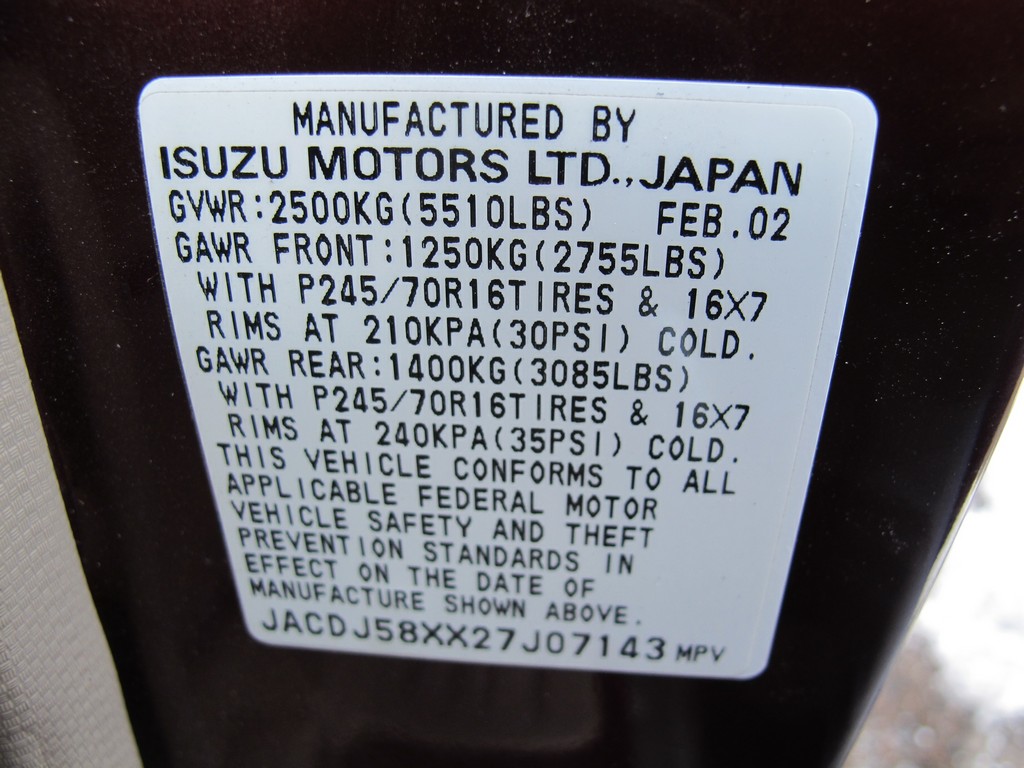 MANUFACTURED BY
ISUZU MOTORS LTD., JAPAN
GVWR:2500KG(5510LBS) FEB.02
GAWR FRONT:1250KG(2755LBS)
WITH P245/70R16TIRES & 16X7
RIMS AT 210KPA(30PSI) COLD.
GAWR REAR:1400KG(3085LBS)
WITH P245/70R16TIRES & 16X7
RIMS AT 240KPA(35PSI) COLD.
THIS VEHICLE CONFORMS TO ALL
APPLICABLE FEDERAL MOTOR
VEHICLE SAFETY AND THEFT
PREVENTION STANDARDS IN
EFFECT ON THE DATE OF
MANUFACTURE SHOWN ABOVE.
JACDJ58XX27J07143 MPV